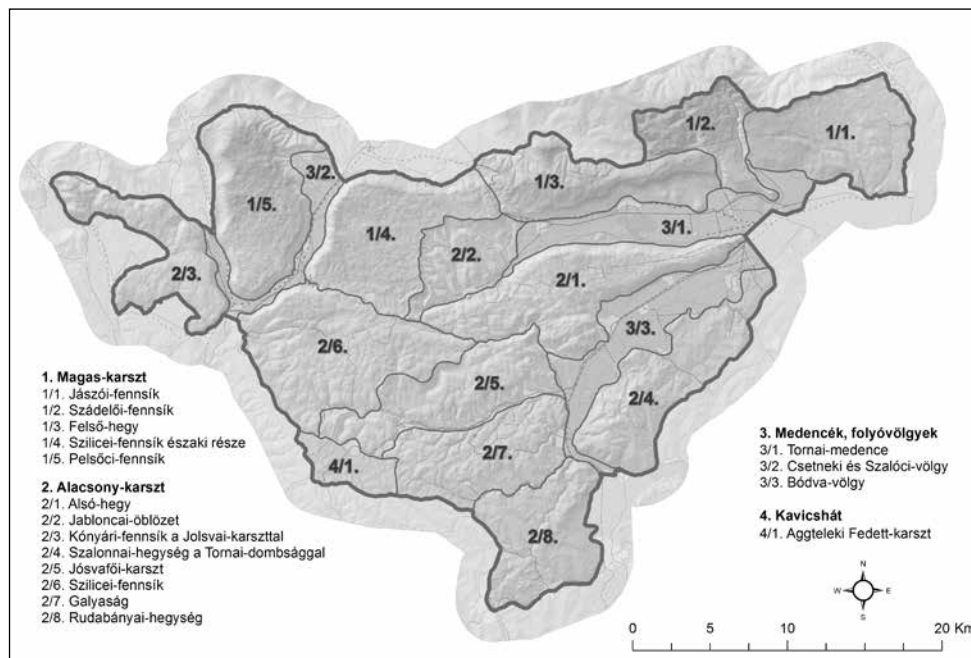 1/1.
1/2.
1/3.
3/2.
1/5.
1/4.
3/1.
2/2.
2/3.
2/1.
3/3.
2/6.
2/5.
2/4.
4/1.
2/7.
2/8.
1. Magas-karszt
1/1. Jászói-fennsík
1/2. Szádelői-fennsík
1/3. Felső-hegy
1/4. Szilicei-fennsík északi része
1/5. Pelsőci-fennsík
2. Alacsony-karszt
2/1. Alsó-hegy
2/2. Jabloncai-öblözet
2/3. Kónyári-fennsík a Jolsvai-karszttal
2/4. Szalonnai-hegység a Tornai-dombsággal
2/5. Jósvafői-karszt
2/6. Szilicei-fennsík
2/7. Galyaság
2/8. Rudabányai-hegység
3. Medencék, folyóvölgyek
3/1. Tornai-medence
3/2. Csetneki és Szalóci-völgy
3/3. Bódva-völgy
4. Kavicshát
4/1. Aggteleki Fedett-karszt
N
W E
S
0 5 10 20 Km